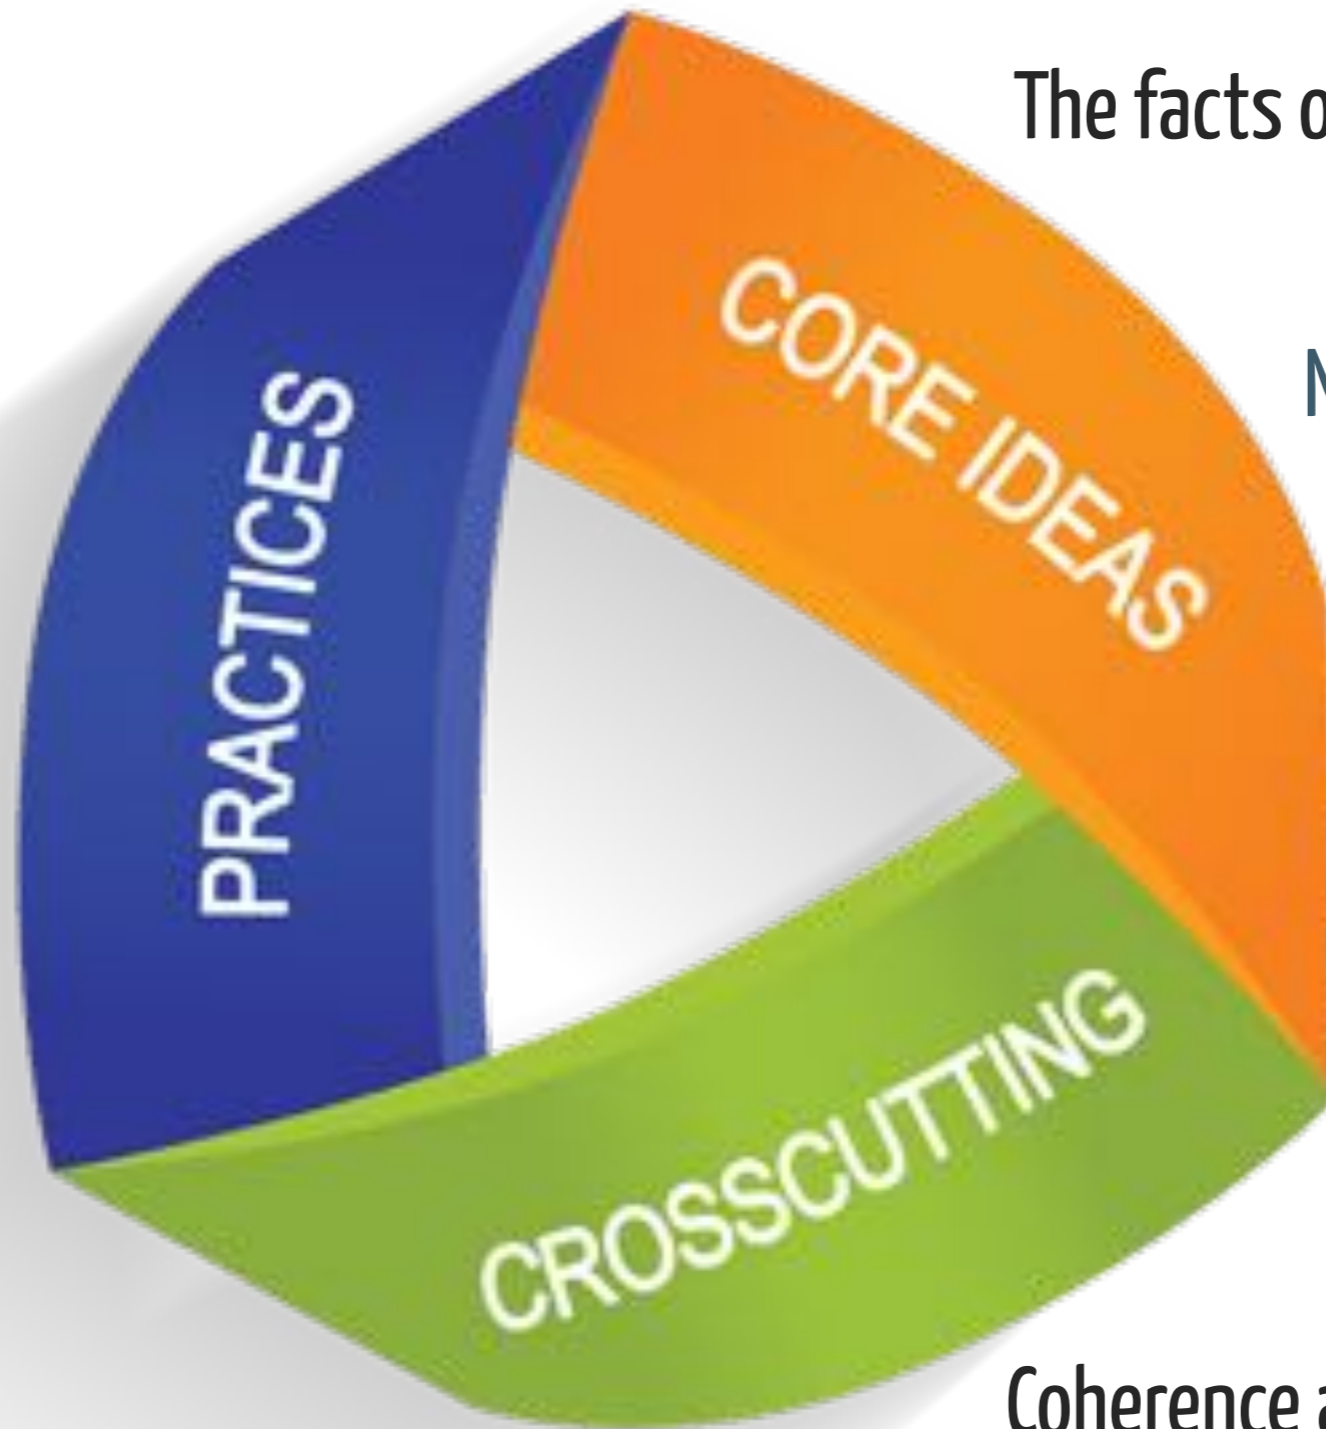 The facts o
CORE IDEAS
PRACTICES
CROSSCUTTING
Coherence a